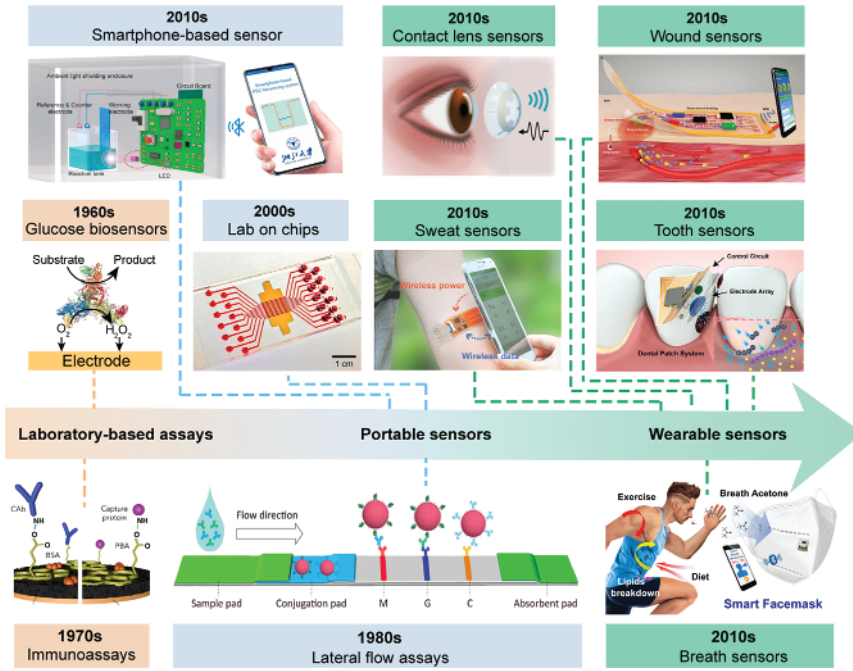 2010s
Smartphone-based sensor
Ambient light shielding enclosure
Circuit Board
Reference & Counter
electrode
Working
electrode
Reaction tank
LED
2010s
Contact lens sensors
2010s
Wound sensors
1960s
Glucose biosensors
Substrate
Product
O2
H2O2
Electrode
2000s
Lab on chips
1 cm
2010s
Sweat sensors
Wireless power
Wireless data
2010s
Tooth sensors
Control Circuit
Electrode Array
Dental Patch System
Laboratory-based assays
Portable sensors
Wearable sensors
CAb
NH
O
O
BSA
Capture
protein
NH
O
PBA
O
Flow direction
Sample pad
Conjugation pad
M
G
C
Absorbent pad
Exercise
Breath Acetone
Lipids
breakdown
Diet
Smart Facemask
1970s
Immunoassays
1980s
Lateral flow assays
2010s
Breath sensors